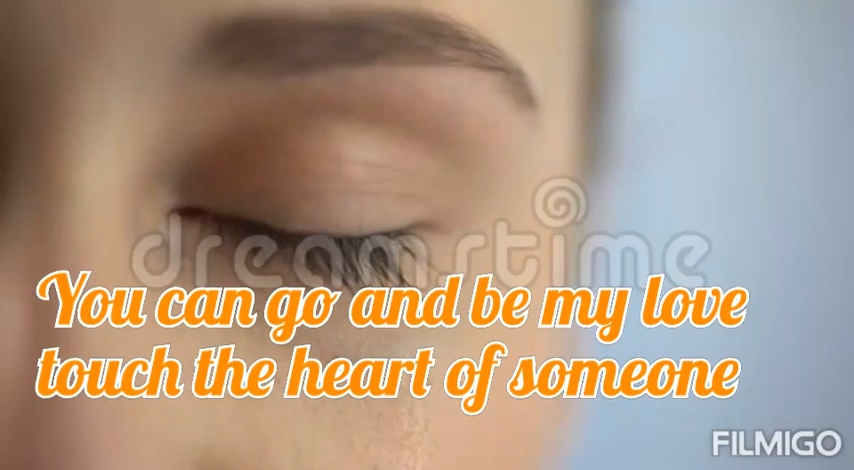 dreamstime
You can go and be my love
touch the heart of someone
FILMIGO